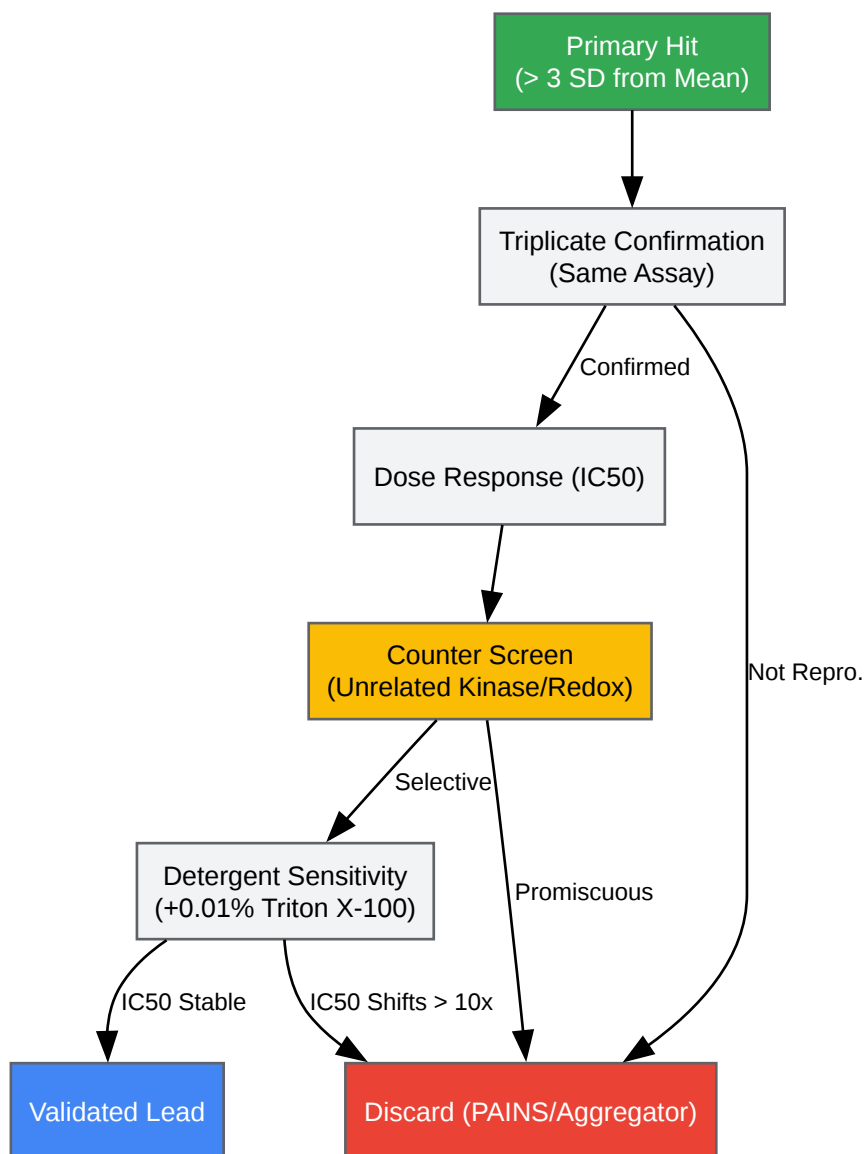 Primary Hit
(> 3 SD from Mean)
Triplicate Confirmation
(Same Assay)
Confirmed
Dose Response (IC50)
Counter Screen
(Unrelated Kinase/Redox)
Not Repro.
Selective
Detergent Sensitivity
(+0.01% Triton X-100)
Promiscuous
IC50 Stable
IC50 Shifts > 10x
Validated Lead
Discard (PAINS/Aggregator)